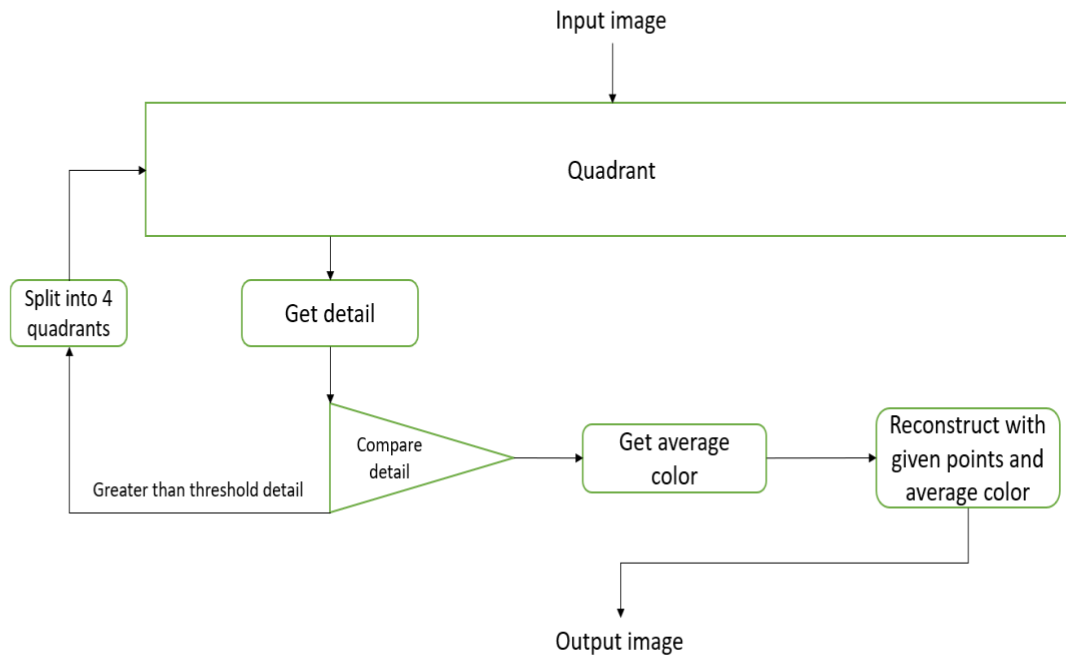 Input image
Quadrant
Split into 4
quadrants
Get detail
Compare
detail
Greater than threshold detail
Get average
color
Reconstruct with
given points and
average color
Output image